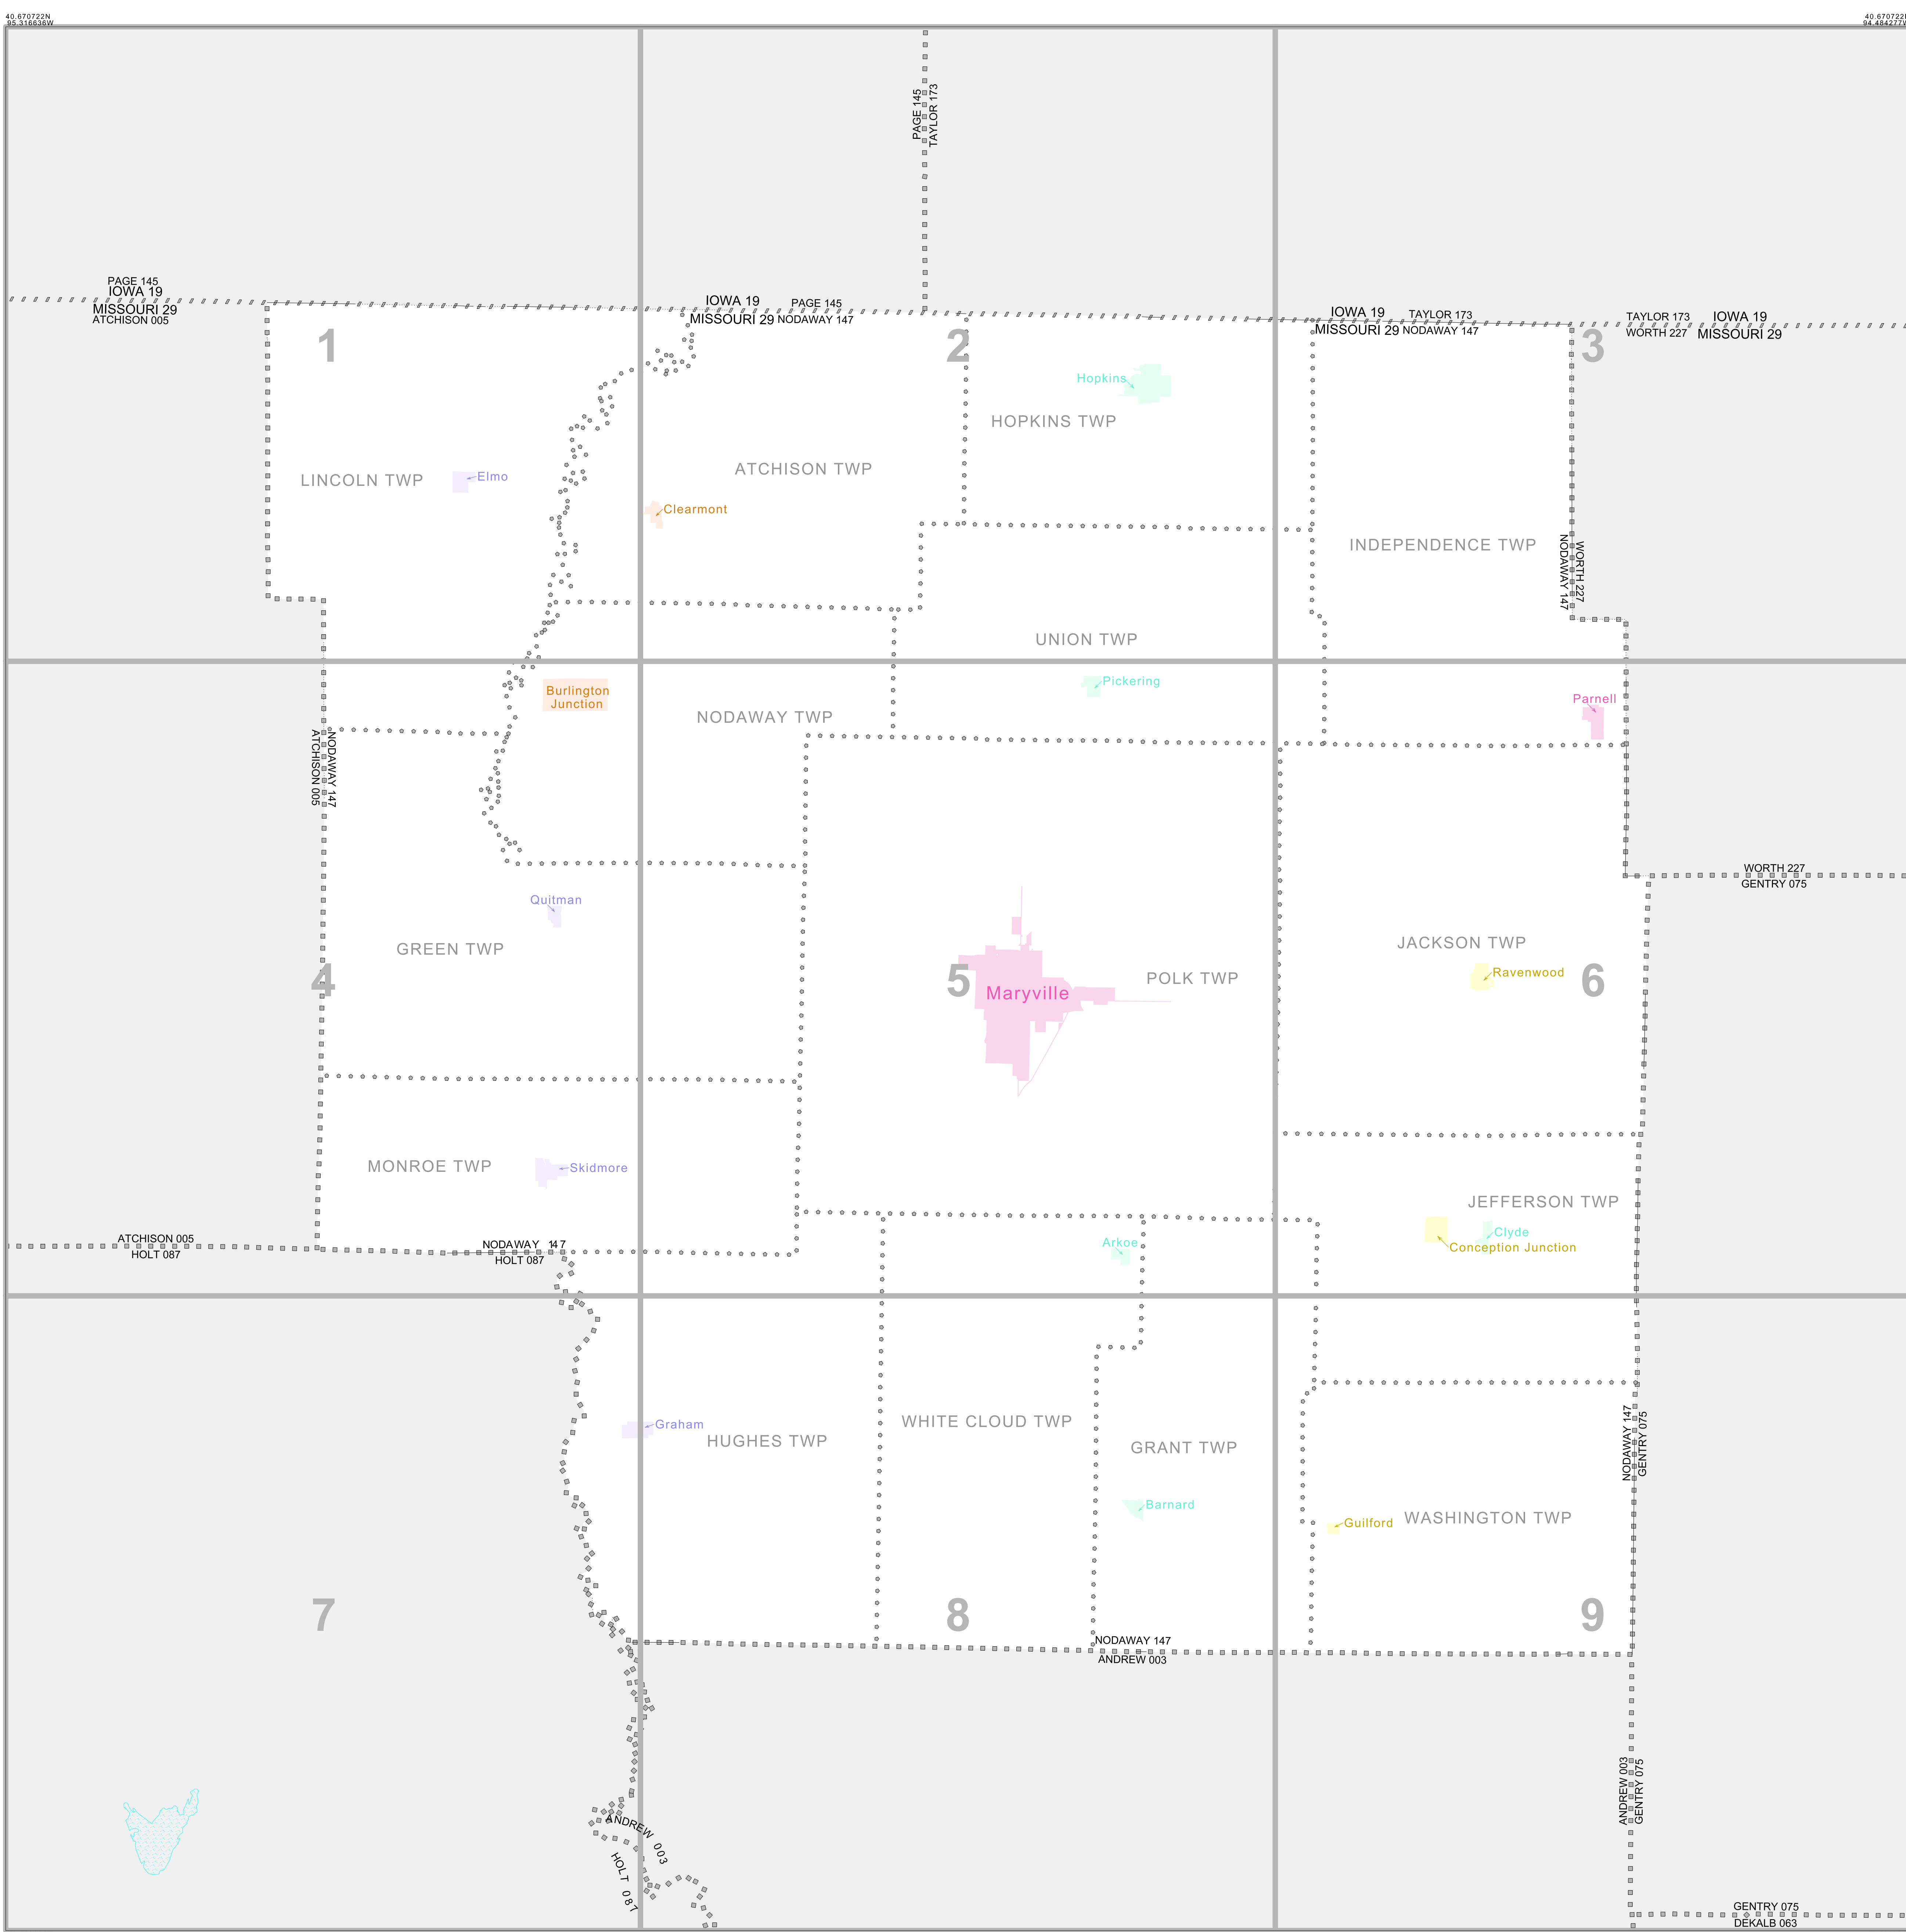 40.670722N
95.316636W
40.670722N
94.484277W
PAGE 145
TAYLOR 173
PAGE 145
IOWA 19
MISSOURI 29
ATCHISON 005
IOWA 19
PAGE 145
MISSOURI 29 NODAWAY 147
IOWA 19
TAYLOR 173
MISSOURI 29 NODAWAY 147
TAYLOR 173
IOWA 19
WORTH 227
MISSOURI 29
1
2
3
Hopkins
HOPKINS TWP
ATCHISON TWP
LINCOLN TWP
Elmo
Clearmont
INDEPENDENCE TWP
NODAWAY 147
WORTH 227
UNION TWP
Burlington
Junction
Pickering
Parnell
NODAWAY TWP
ATCHISON 005
NODAWAY 147
WORTH 227
GENTRY 075
Quitman
GREEN TWP
JACKSON TWP
Ravenwood
4
5
6
POLK TWP
Maryville
MONROE TWP
Skidmore
JEFFERSON TWP
Clyde
Conception Junction
Arkoe
ATCHISON 005
HOLT 087
NODAWAY 147
HOLT 087
Graham
HUGHES TWP
WHITE CLOUD TWP
GRANT TWP
NODAWAY 147
GENTRY 075
Barnard
Guilford
WASHINGTON TWP
7
8
9
NODAWAY 147
ANDREW 003
ANDREW 003
GENTRY 075
ANDREW 003
HOLT 087
GENTRY 075
DEKALB 063